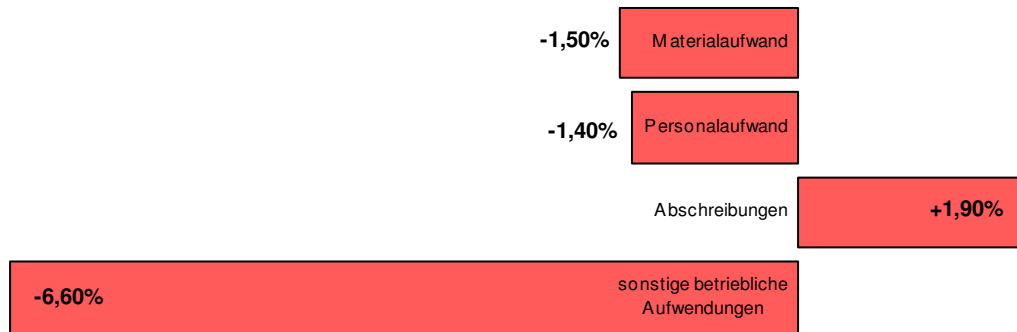 -1,50%
Materialaufwand
-1,40%
Personalaufwand
Abschreibungen
+1,90%
-6,60%
sonstige betriebliche
Aufwendungen